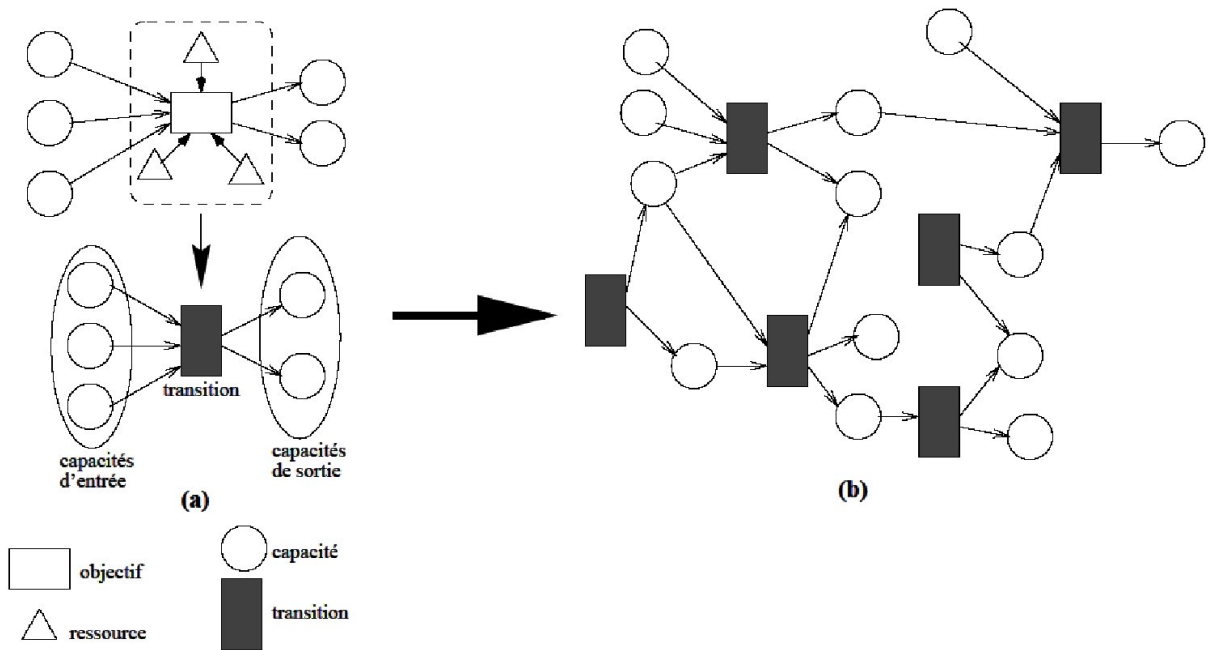 transition
capacités
d'entrée
capacités
de sortie
(a)
(b)
objectif
ressource
capacité
transition